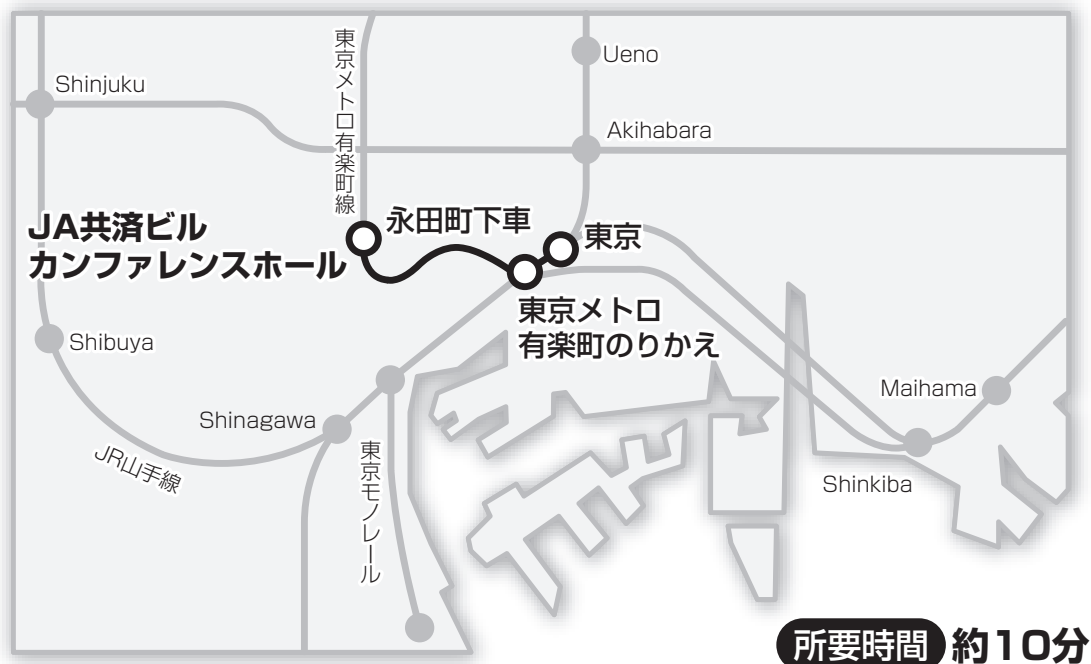 東京メトロ有楽町線
Ueno
Shinjuku
Akihabara
JA共済ビル
カンファレンスホール
永田町下車
東京
東京メトロ
有楽町のりかえ
Shibuya
Maihama
Shinagawa
JR山手線
東京モノレール
Shinkiba
所要時間 約10分